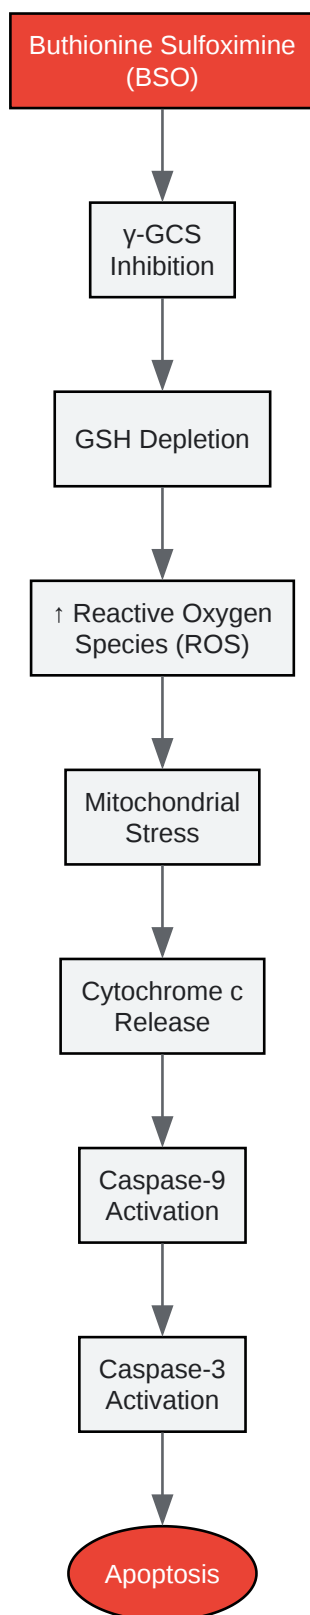 Buthionine Sulfoximine
(BSO)
γ-GCS
Inhibition
GSH Depletion
↑ Reactive Oxygen
Species (ROS)
Mitochondrial
Stress
Cytochrome c
Release
Caspase-9
Activation
Caspase-3
Activation
Apoptosis